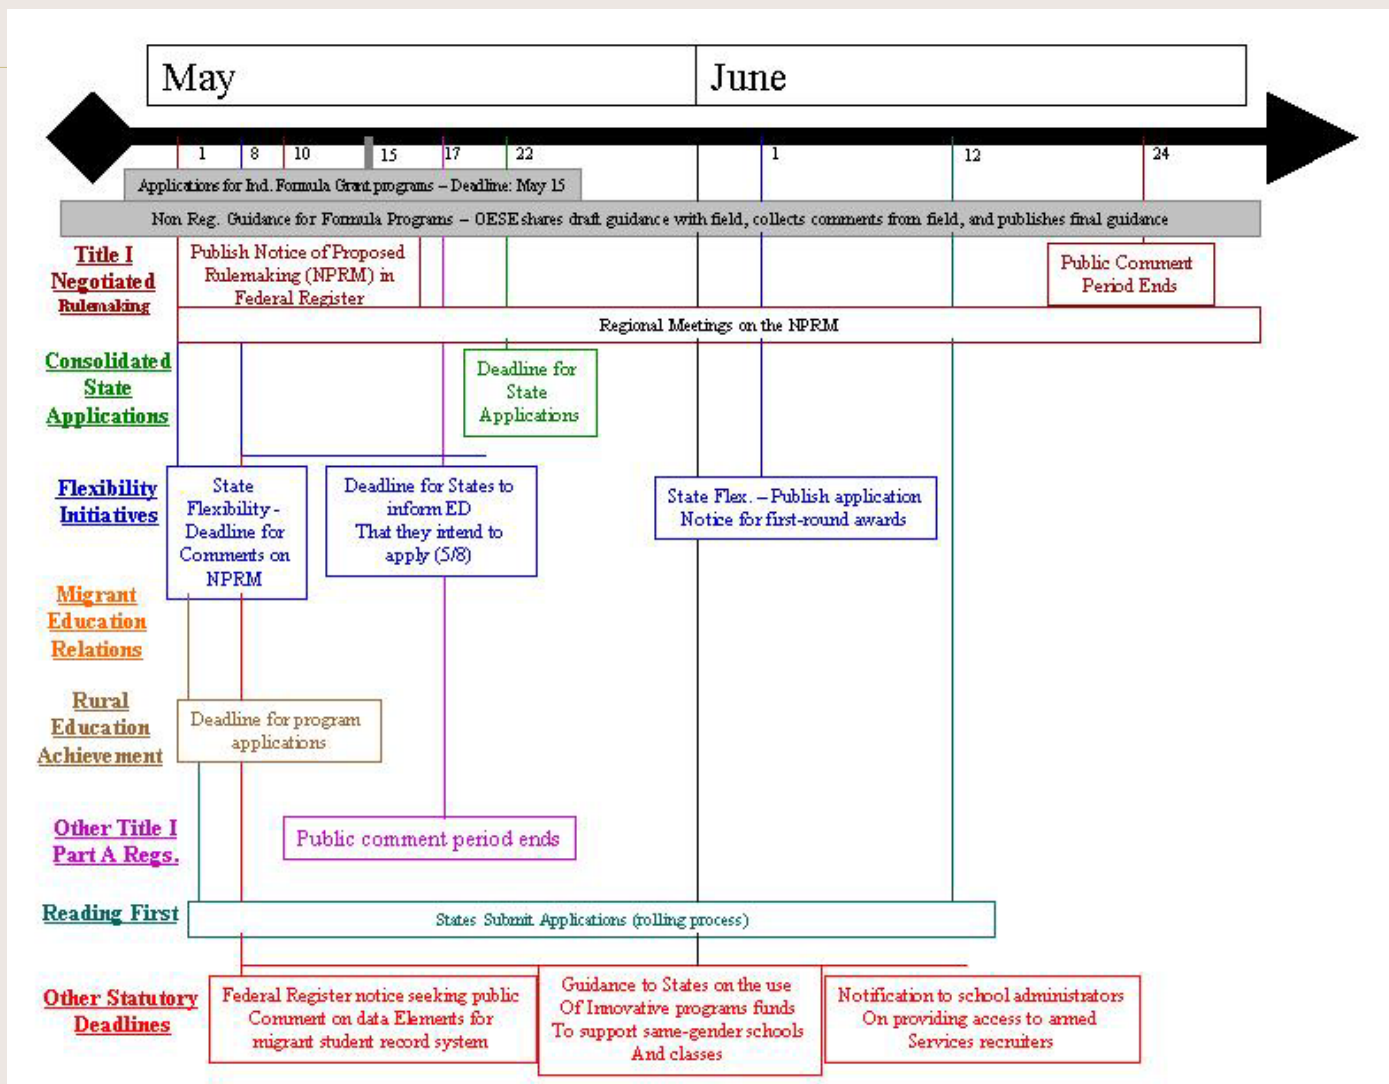 May
June
1
8
10
15
17
22
1
12
24
Applications for Ind. Formula Grant programs – Deadline: May 15
Non Reg. Guidance for Formula Programs – OESE shares draft guidance with field, collects comments from field, and publishes final guidance
Title I
Negotiated
Rulemaking
Publish Notice of Proposed
Rulemaking (NPRM) in
Federal Register
Public Comment
Period Ends
Regional Meetings on the NPRM
Consolidated
State
Applications
Deadline for
State
Applications
Flexibility
Initiatives
State
Flexibility -
Deadline for
Comments on
NPRM
Deadline for States to
inform ED
That they intend to
apply (5/8)
State Flex. – Publish application
Notice for first-round awards
Migrant
Education
Relations
Rural
Education
Achievement
Deadline for program
applications
Other Title I
Part A Regs.
Public comment period ends
Reading First
States Submit Applications (rolling process)
Other Statutory
Deadlines
Federal Register notice seeking public
Comment on data Elements for
migrant student record system
Guidance to States on the use
Of Innovative programs funds
To support same-gender schools
And classes
Notification to school administrators
On providing access to armed
Services recruiters